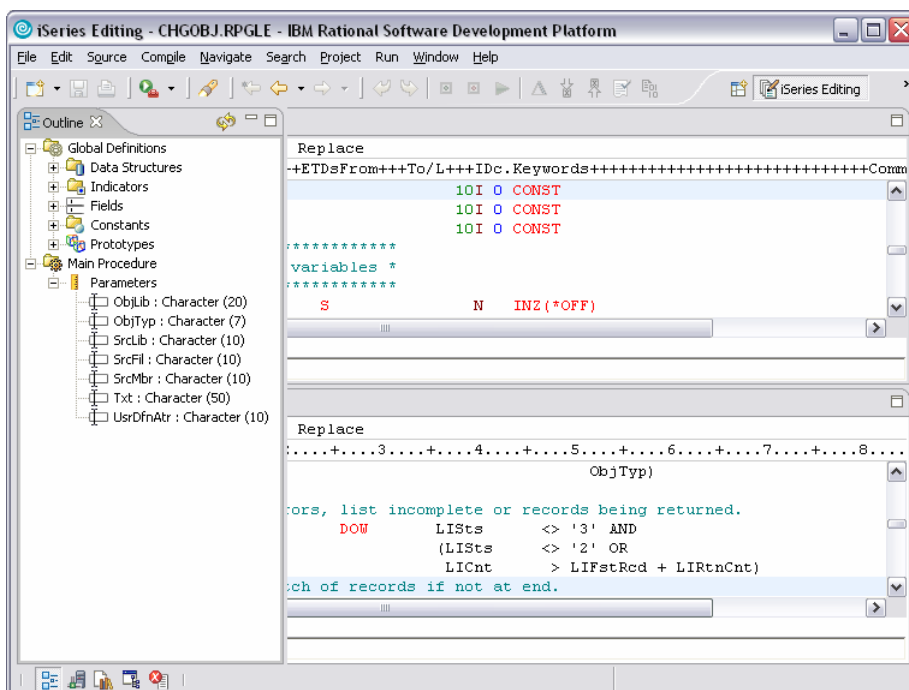 iSeries Editing - CHGOBJ.RPGLE - IBM Rational Software Development Platform
File Edit Source Compile Navigate Search Project Run Window Help
iSeries Editing
Outline
Global Definitions
Data Structures
Indicators
Fields
Constants
Prototypes
Main Procedure
Parameters
ObjLib : Character (20)
ObjTyp : Character (7)
SrcLib : Character (10)
SrcFil : Character (10)
SrcMbr : Character (10)
Txt : Character (50)
UsrDfnAtr : Character (10)
Replace
+ETDsFrom+++To/L+++IDc.Keywords+++++++++++++++++++++++++++++Comm
10I 0 CONST
10I 0 CONST
10I 0 CONST
************
variables *
************
S N INZ(*OFF)
Replace
....+....3....+....4....+....5....+....6....+....7....+....8....
ObjTyp)
rors, list incomplete or records being returned.
DOW LISts <> '3' AND
(LISts <> '2' OR
LICnt > LIFstRcd + LIRtnCnt)
tch of records if not at end.